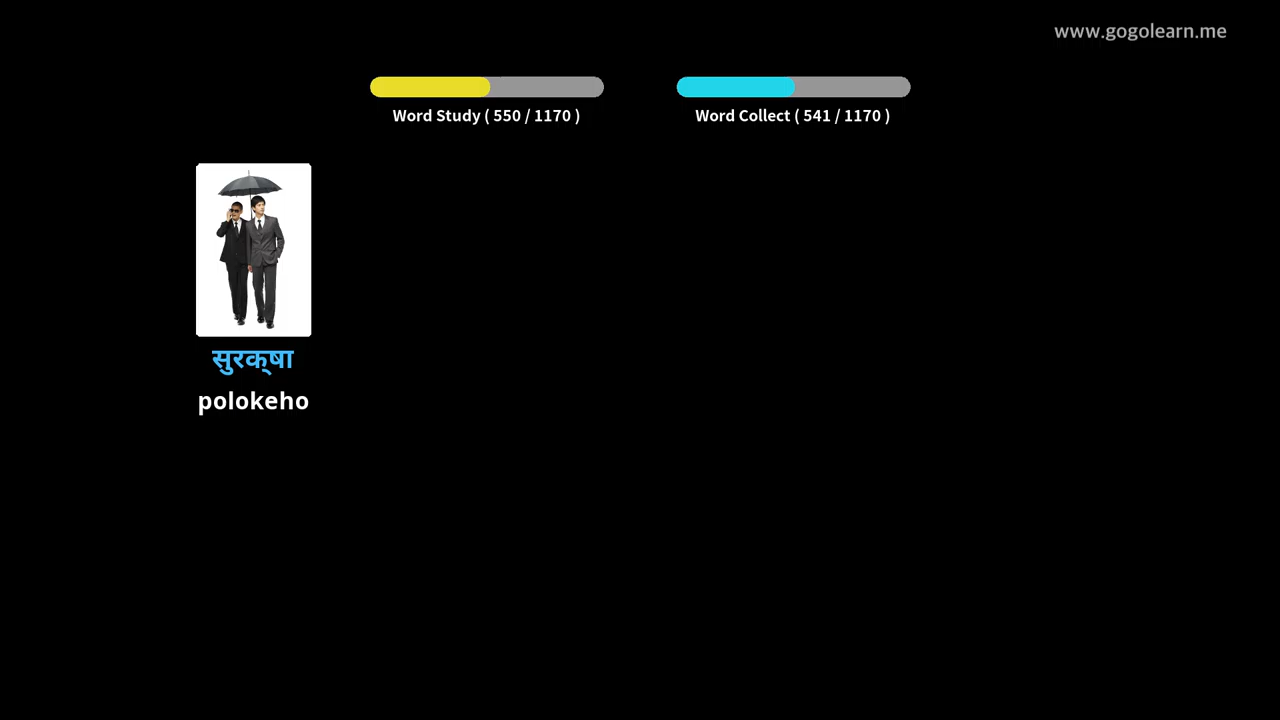 www.gogolearn.me
Word Study ( 550 / 1170 )
Word Collect ( 541 / 1170 )
सुरक्षा
polokeho